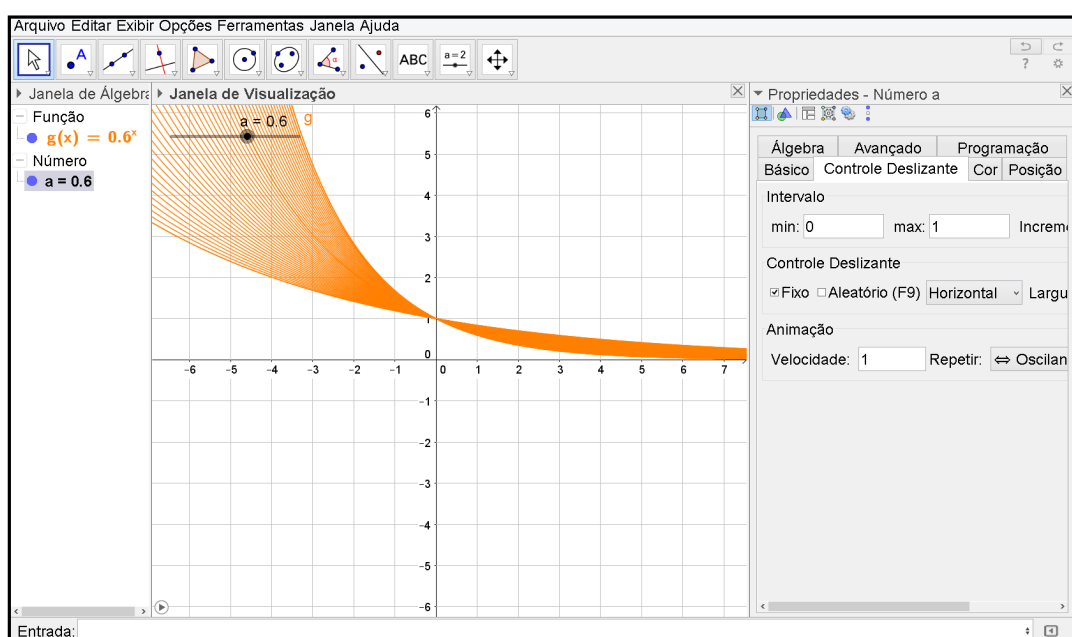 Arquivo Editar Exibir Opções Ferramentas Janela Ajuda
A
α
ABC
a=2
?
Janela de Álgebra
Janela de Visualização
Propriedades - Número a
Função
g(x) = 0.6ˣ
Número
a = 0.6
a = 0.6
g
6
5
4
3
2
1
0
-6 -5 -4 -3 -2 -1 0 1 2 3 4 5 6 7
-1
-2
-3
-4
-5
-6
Álgebra Avançado Programação
Básico Controle Deslizante Cor Posição
Intervalo
min: 0 max: 1 Increm
Controle Deslizante
Fixo Aleatório (F9) Horizontal Largu
Animação
Velocidade: 1 Repetir: ⇔ Oscilan
Entrada: